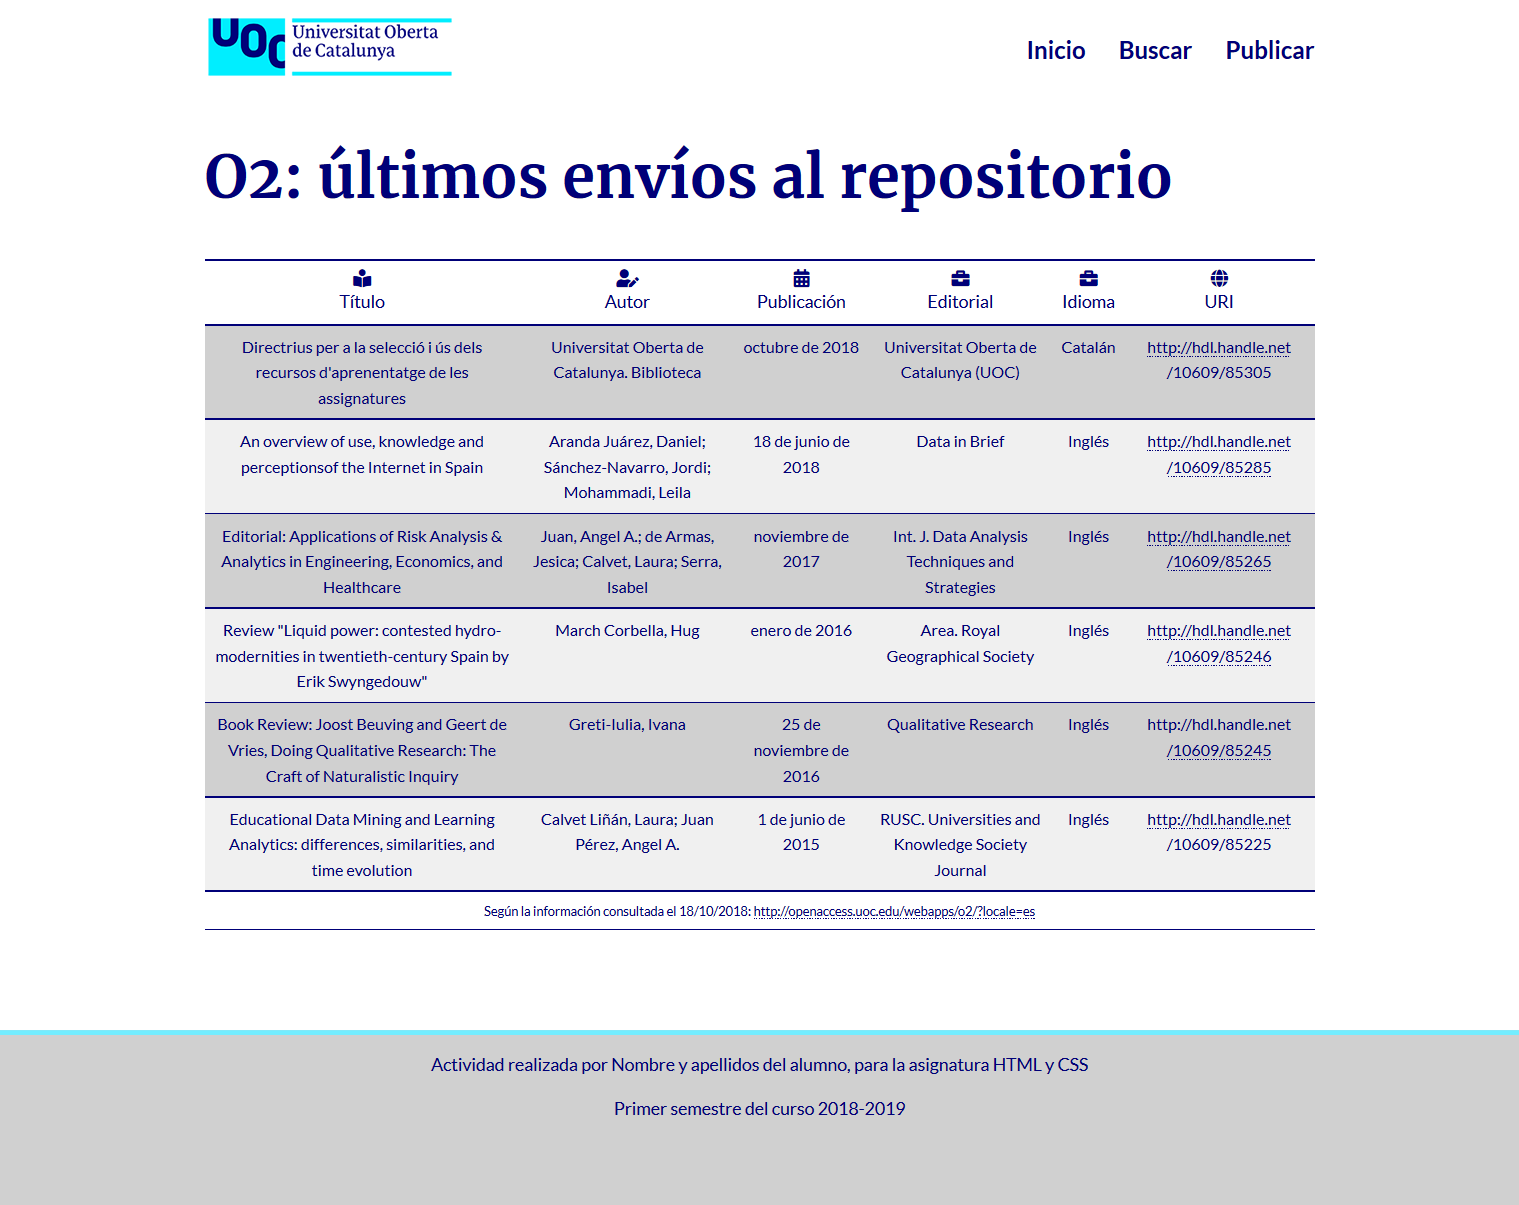 UOC Universitat Oberta
de Catalunya
Inicio Buscar Publicar
O2: últimos envíos al repositorio
Título Autor Publicación Editorial Idioma URI
Directrius per a la selecció i ús dels Universitat Oberta de octubre de 2018 Universitat Oberta de Catalán http://hdl.handle.net
recursos d'aprenentatge de les Catalunya. Biblioteca Catalunya (UOC) /10609/85305
assignatures
An overview of use, knowledge and Aranda Juárez, Daniel; 18 de junio de Data in Brief Inglés http://hdl.handle.net
perceptionsof the Internet in Spain Sánchez-Navarro, Jordi; 2018 /10609/85285
Mohammadi, Leila
Editorial: Applications of Risk Analysis & Juan, Angel A.; de Armas, noviembre de Int. J. Data Analysis Inglés http://hdl.handle.net
Analytics in Engineering, Economics, and Jesica; Calvet, Laura; Serra, 2017 Techniques and /10609/85265
Healthcare Isabel Strategies
Review "Liquid power: contested hydro- March Corbella, Hug enero de 2016 Area. Royal Inglés http://hdl.handle.net
modernities in twentieth-century Spain by Geographical Society /10609/85246
Erik Swyngedouw"
Book Review: Joost Beuving and Geert de Greti-Iulia, Ivana 25 de Qualitative Research Inglés http://hdl.handle.net
Vries, Doing Qualitative Research: The noviembre de /10609/85245
Craft of Naturalistic Inquiry 2016
Educational Data Mining and Learning Calvet Liñán, Laura; Juan 1 de junio de RUSC. Universities and Inglés http://hdl.handle.net
Analytics: differences, similarities, and Pérez, Angel A. 2015 Knowledge Society /10609/85225
time evolution Journal
Según la información consultada el 18/10/2018: http://openaccess.uoc.edu/webapps/o2/?locale=es
Actividad realizada por Nombre y apellidos del alumno, para la asignatura HTML y CSS
Primer semestre del curso 2018-2019